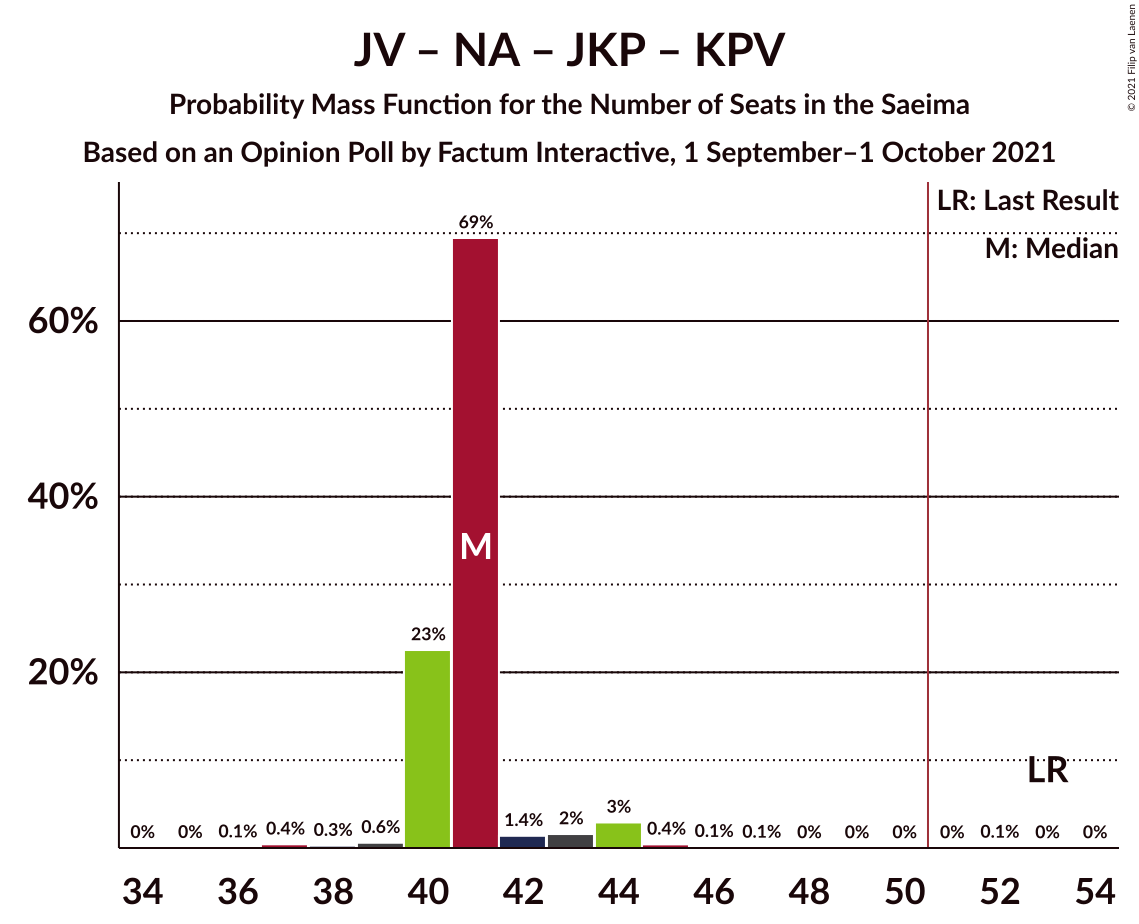 JV – NA – JKP – KPV
Probability Mass Function for the Number of Seats in the Saeima
Based on an Opinion Poll by Factum Interactive, 1 September–1 October 2021
© 2021 Filip van Laenen
LR: Last Result
M: Median
60%
40%
20%
0% 0% 0.1% 0.4% 0.3% 0.6% 23% 69% 1.4% 2% 3% 0.4% 0.1% 0.1% 0% 0% 0% 0% 0.1% 0% 0%
M
LR
34 36 38 40 42 44 46 48 50 52 54